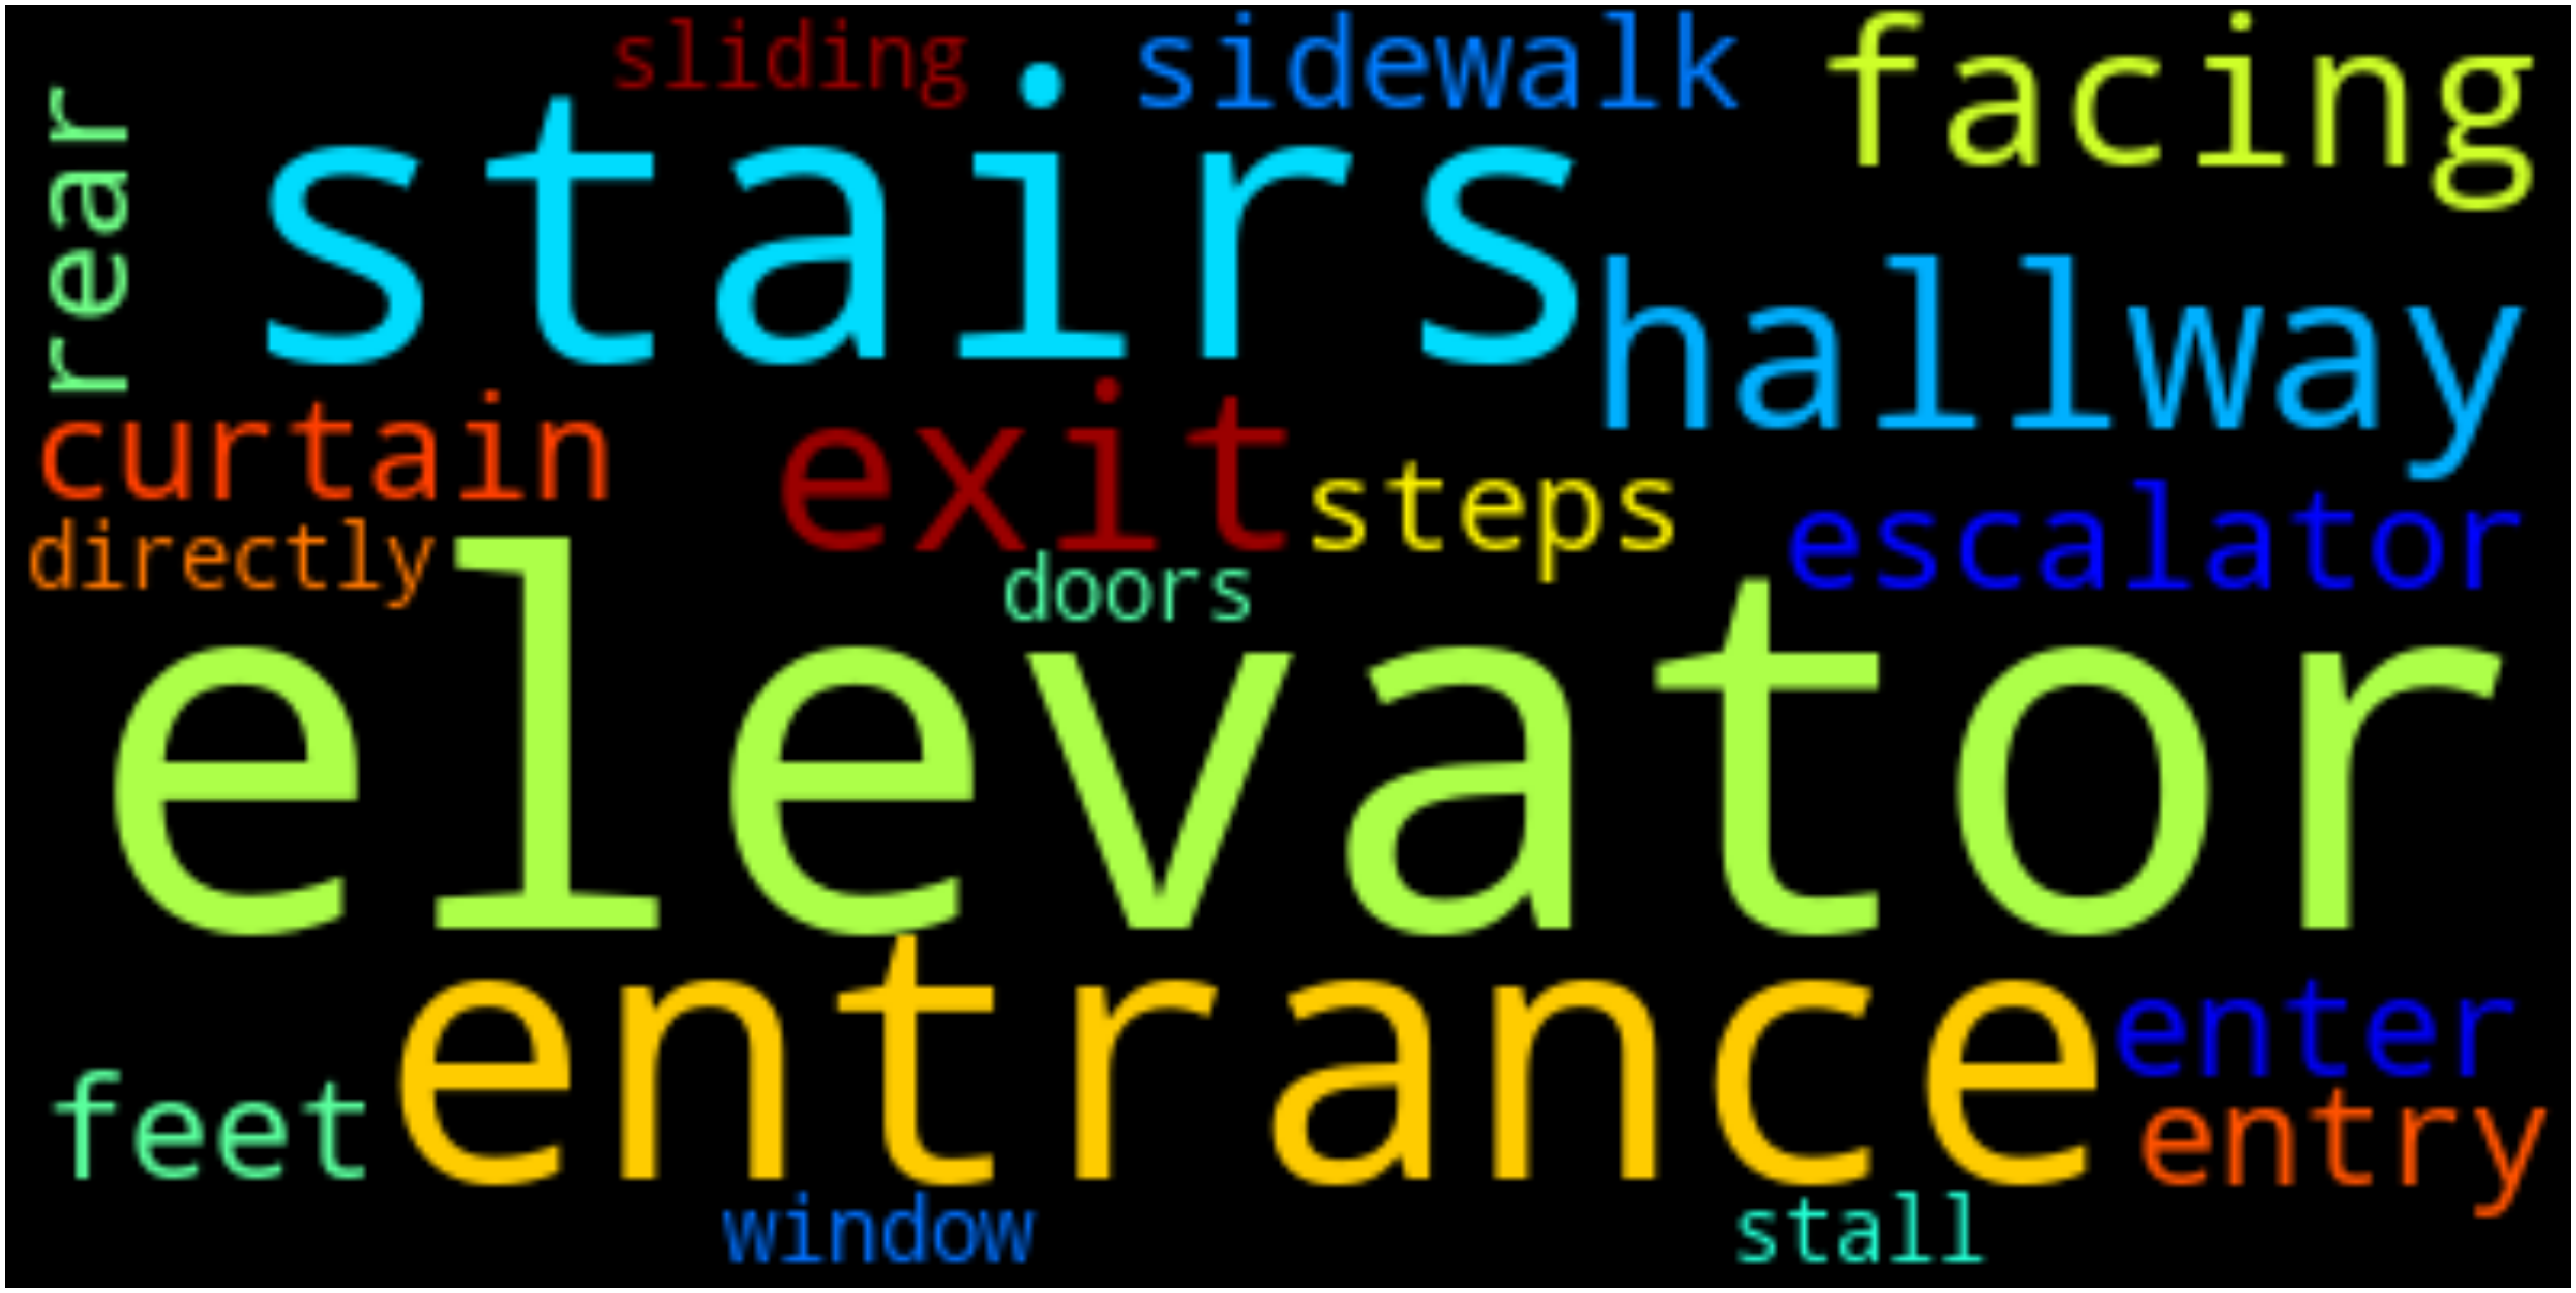 sliding
sidewalk
facing
rear
stairs
hallway
curtain
exit
steps
escalator
directly
doors
elevator
entrance
enter
feet
entry
window
stall